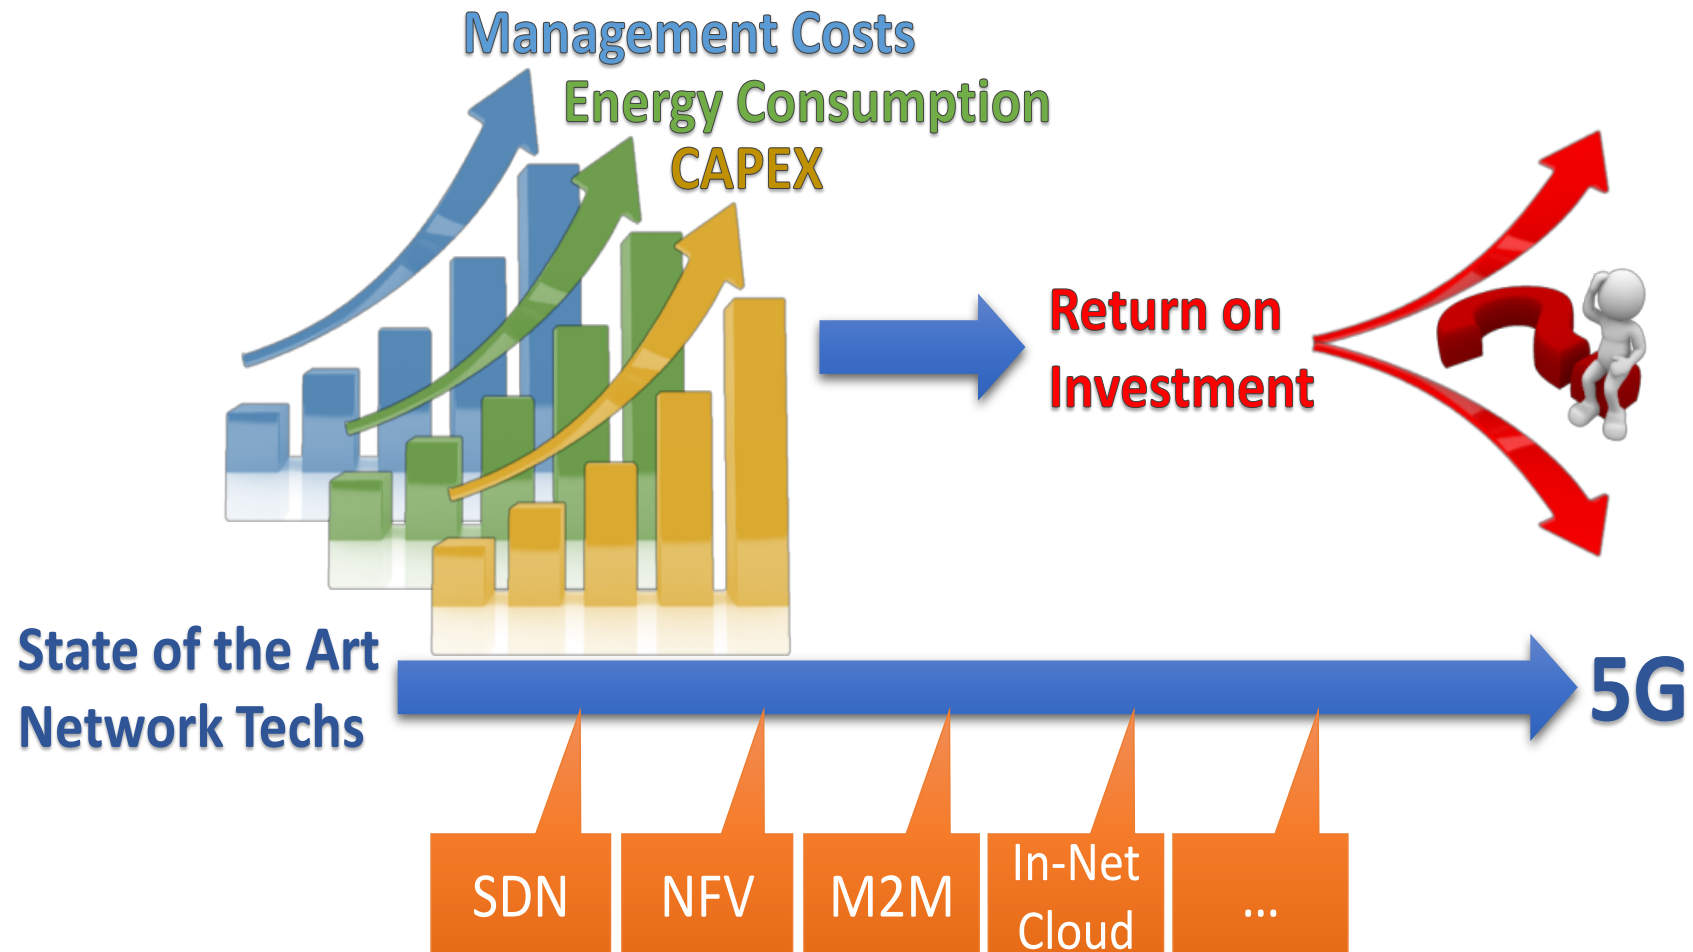 Management Costs
Energy Consumption
CAPEX
Return on
Investment
State of the Art
Network Techs
5G
SDN
NFV
M2M
In-Net
Cloud
...